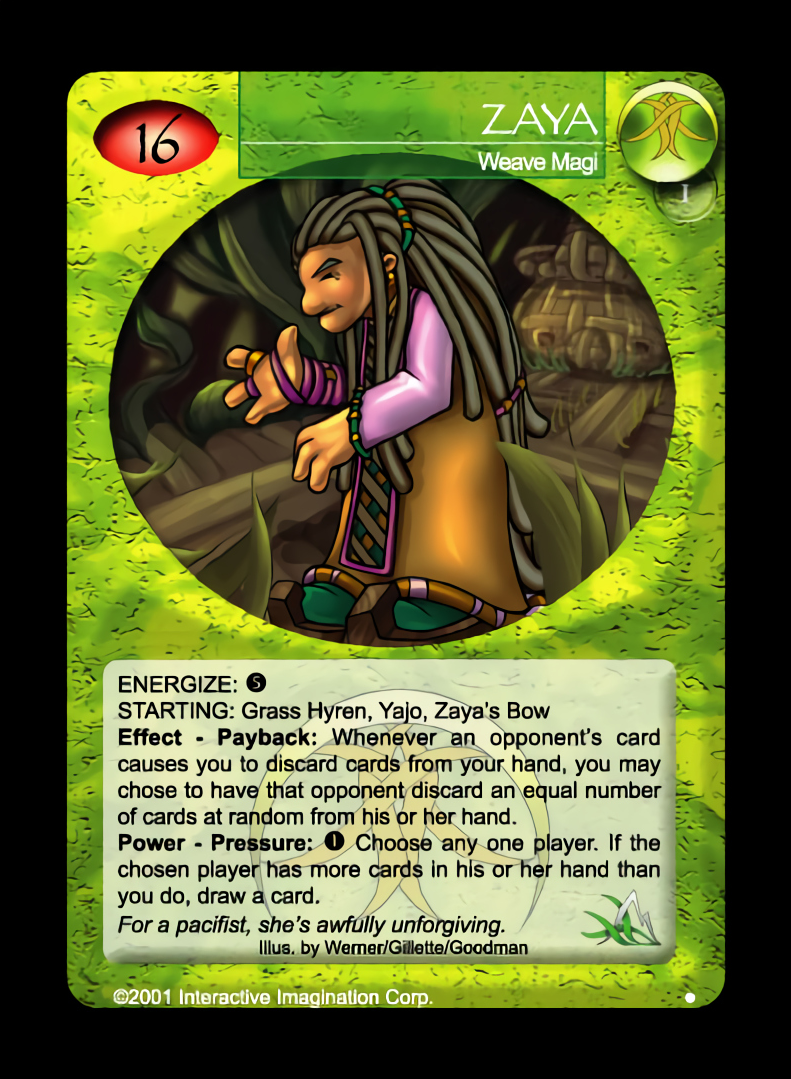 16
ZAYA
Weave Magi
I
ENERGIZE: 5
STARTING: Grass Hyren, Yajo, Zaya's Bow
Effect - Payback: Whenever an opponent's card
causes you to discard cards from your hand, you may
chose to have that opponent discard an equal number
of cards at random from his or her hand.
Power - Pressure: 1 Choose any one player. If the
chosen player has more cards in his or her hand than
you do, draw a card.
For a pacifist, she's awfully unforgiving.
Illus. by Werner/Gillette/Goodman
©2001 Interactive Imagination Corp.